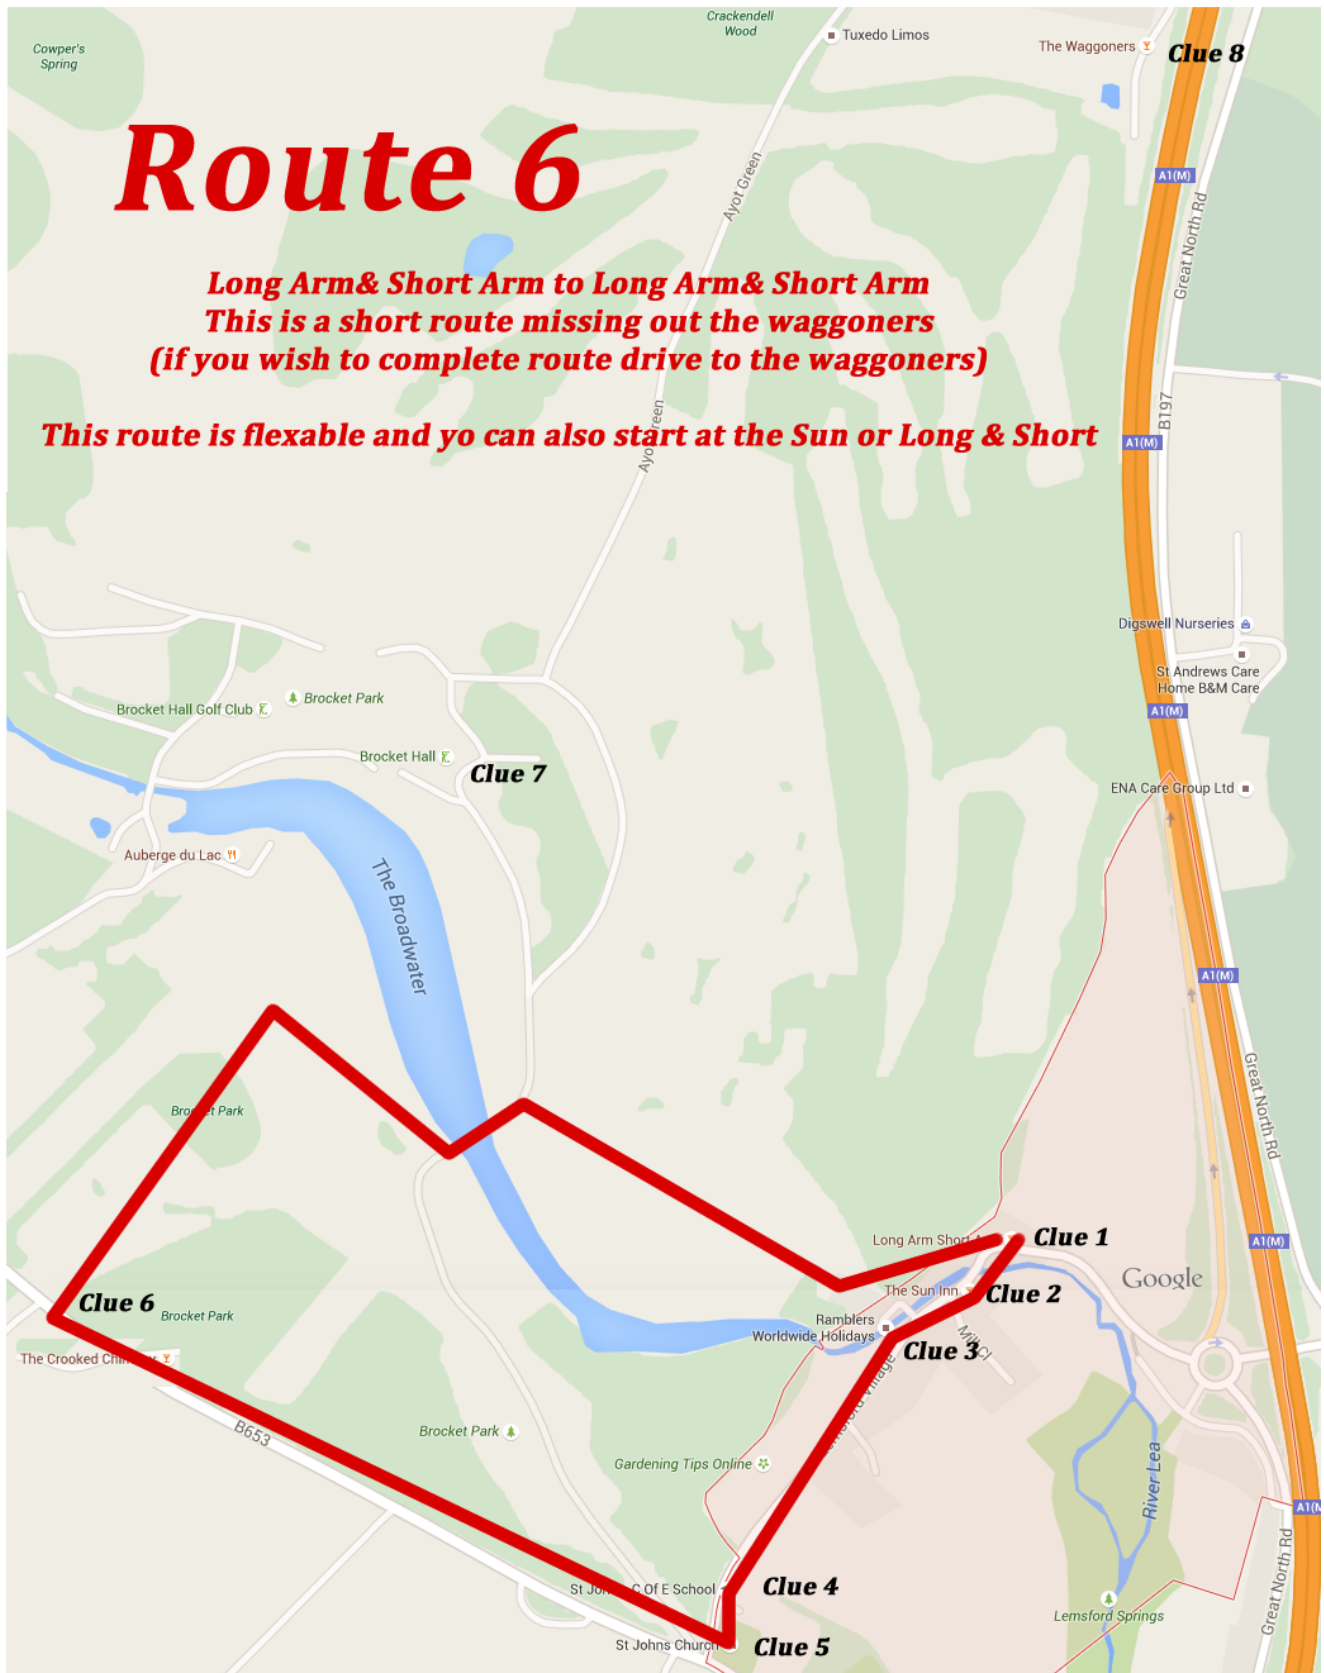 Crackendell
Wood
Cowper's
Spring
Tuxedo Limos
The Waggoners
Clue 8
Route 6
A1(M)
Ayot Green
Great North Rd
Long Arm& Short Arm to Long Arm& Short Arm
This is a short route missing out the waggoners
(if you wish to complete route drive to the waggoners)
This route is flexable and yo can also start at the Sun or Long & Short
B197
A1(M)
Ayot Green
Digswell Nurseries
St Andrews Care
Home B&M Care
Brocket Park
Brocket Hall Golf Club
A1(M)
Brocket Hall
Clue 7
ENA Care Group Ltd
Auberge du Lac
The Broadwater
A1(M)
Great North Rd
Brocket Park
Long Arm Short
Clue 1
A1(M)
Google
The Sun Inn
Clue 2
Clue 6
Brocket Park
Ramblers
Worldwide Holidays
Mill Cl
Clue 3
The Crooked
Village
B653
Brocket Park
Gardening Tips Online
River Lea
A1(M
Great North Rd
St C Of E School
Clue 4
Lemsford Springs
St Johns Church
Clue 5